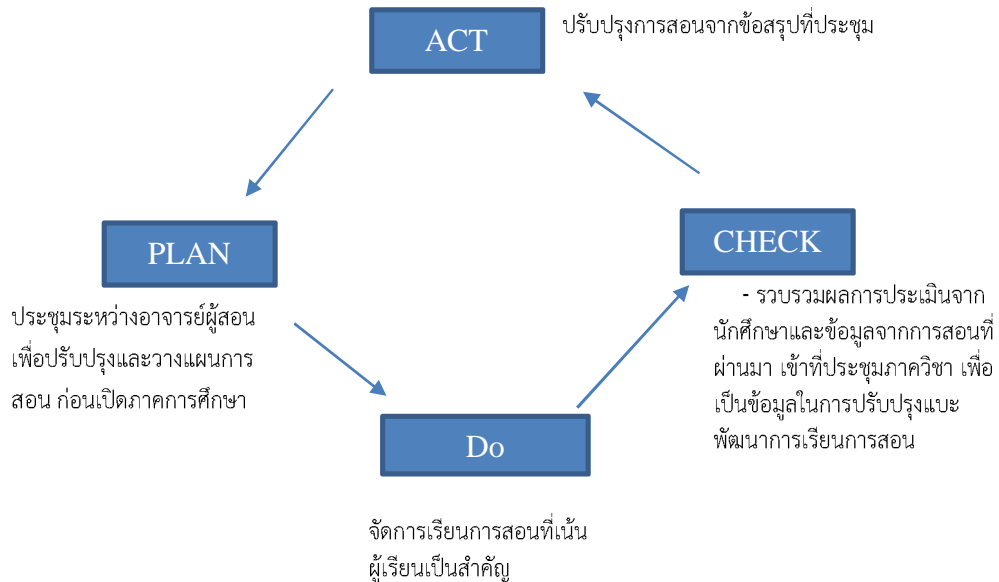 ACT
ปรับปรุงการสอนจากข้อสรุปที่ประชุม
PLAN
ประชุมระหว่างอาจารย์ผู้สอน
เพื่อปรับปรุงและวางแผนการ
สอน ก่อนเปิดภาคการศึกษา
CHECK
- รวบรวมผลการประเมินจาก
นักศึกษาและข้อมูลจากการสอนที่
ผ่านมา เข้าที่ประชุมภาควิชา เพื่อ
เป็นข้อมูลในการปรับปรุงแบะ
พัฒนาการเรียนการสอน
Do
จัดการเรียนการสอนที่เน้น
ผู้เรียนเป็นสำคัญ